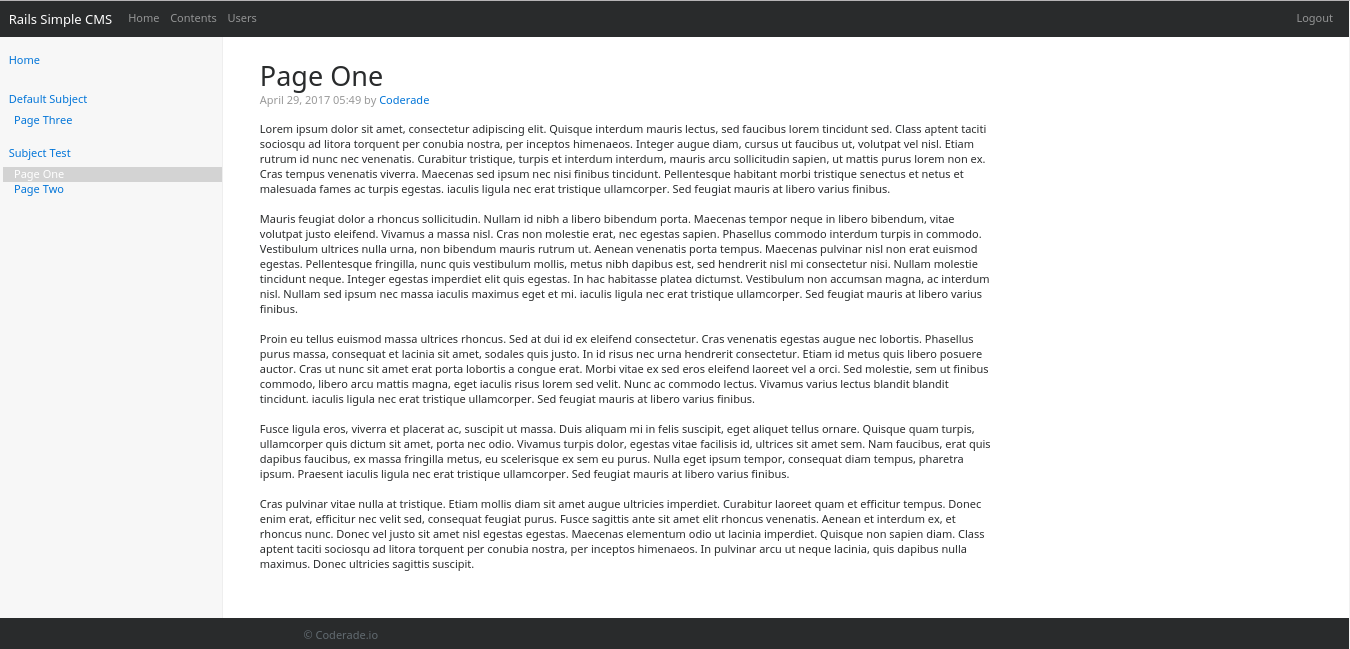 Rails Simple CMS Home Contents Users Logout
Home
Default Subject
Page Three
Subject Test
Page One
Page Two
Page One
April 29, 2017 05:49 by Coderade
Lorem ipsum dolor sit amet, consectetur adipiscing elit. Quisque interdum mauris lectus, sed faucibus lorem tincidunt sed. Class aptent taciti
sociosqu ad litora torquent per conubia nostra, per inceptos himenaeos. Integer augue diam, cursus ut faucibus ut, volutpat vel nisl. Etiam
rutrum id nunc nec venenatis. Curabitur tristique, turpis et interdum interdum, mauris arcu sollicitudin sapien, ut mattis purus lorem non ex.
Cras tempus venenatis viverra. Maecenas sed ipsum nec nisi finibus tincidunt. Pellentesque habitant morbi tristique senectus et netus et
malesuada fames ac turpis egestas. iaculis ligula nec erat tristique ullamcorper. Sed feugiat mauris at libero varius finibus.
Mauris feugiat dolor a rhoncus sollicitudin. Nullam id nibh a libero bibendum porta. Maecenas tempor neque in libero bibendum, vitae
volutpat justo eleifend. Vivamus a massa nisl. Cras non molestie erat, nec egestas sapien. Phasellus commodo interdum turpis in commodo.
Vestibulum ultrices nulla urna, non bibendum mauris rutrum ut. Aenean venenatis porta tempus. Maecenas pulvinar nisl non erat euismod
egestas. Pellentesque fringilla, nunc quis vestibulum mollis, metus nibh dapibus est, sed hendrerit nisl mi consectetur nisi. Nullam molestie
tincidunt neque. Integer egestas imperdiet elit quis egestas. In hac habitasse platea dictumst. Vestibulum non accumsan magna, ac interdum
nisl. Nullam sed ipsum nec massa iaculis maximus eget et mi. iaculis ligula nec erat tristique ullamcorper. Sed feugiat mauris at libero varius
finibus.
Proin eu tellus euismod massa ultrices rhoncus. Sed at dui id ex eleifend consectetur. Cras venenatis egestas augue nec lobortis. Phasellus
purus massa, consequat et lacinia sit amet, sodales quis justo. In id risus nec urna hendrerit consectetur. Etiam id metus quis libero posuere
auctor. Cras ut nunc sit amet erat porta lobortis a congue erat. Morbi vitae ex sed eros eleifend laoreet vel a orci. Sed molestie, sem ut finibus
commodo, libero arcu mattis magna, eget iaculis risus lorem sed velit. Nunc ac commodo lectus. Vivamus varius lectus blandit blandit
tincidunt. iaculis ligula nec erat tristique ullamcorper. Sed feugiat mauris at libero varius finibus.
Fusce ligula eros, viverra et placerat ac, suscipit ut massa. Duis aliquam mi in felis suscipit, eget aliquet tellus ornare. Quisque quam turpis,
ullamcorper quis dictum sit amet, porta nec odio. Vivamus turpis dolor, egestas vitae facilisis id, ultrices sit amet sem. Nam faucibus, erat quis
dapibus faucibus, ex massa fringilla metus, eu scelerisque ex sem eu purus. Nulla eget ipsum tempor, consequat diam tempus, pharetra
ipsum. Praesent iaculis ligula nec erat tristique ullamcorper. Sed feugiat mauris at libero varius finibus.
Cras pulvinar vitae nulla at tristique. Etiam mollis diam sit amet augue ultricies imperdiet. Curabitur laoreet quam et efficitur tempus. Donec
enim erat, efficitur nec velit sed, consequat feugiat purus. Fusce sagittis ante sit amet elit rhoncus venenatis. Aenean et interdum ex, et
rhoncus nunc. Donec vel justo sit amet nisl egestas egestas. Maecenas elementum odio ut lacinia imperdiet. Quisque non sapien diam. Class
aptent taciti sociosqu ad litora torquent per conubia nostra, per inceptos himenaeos. In pulvinar arcu ut neque lacinia, quis dapibus nulla
maximus. Donec ultricies sagittis suscipit.
© Coderade.io